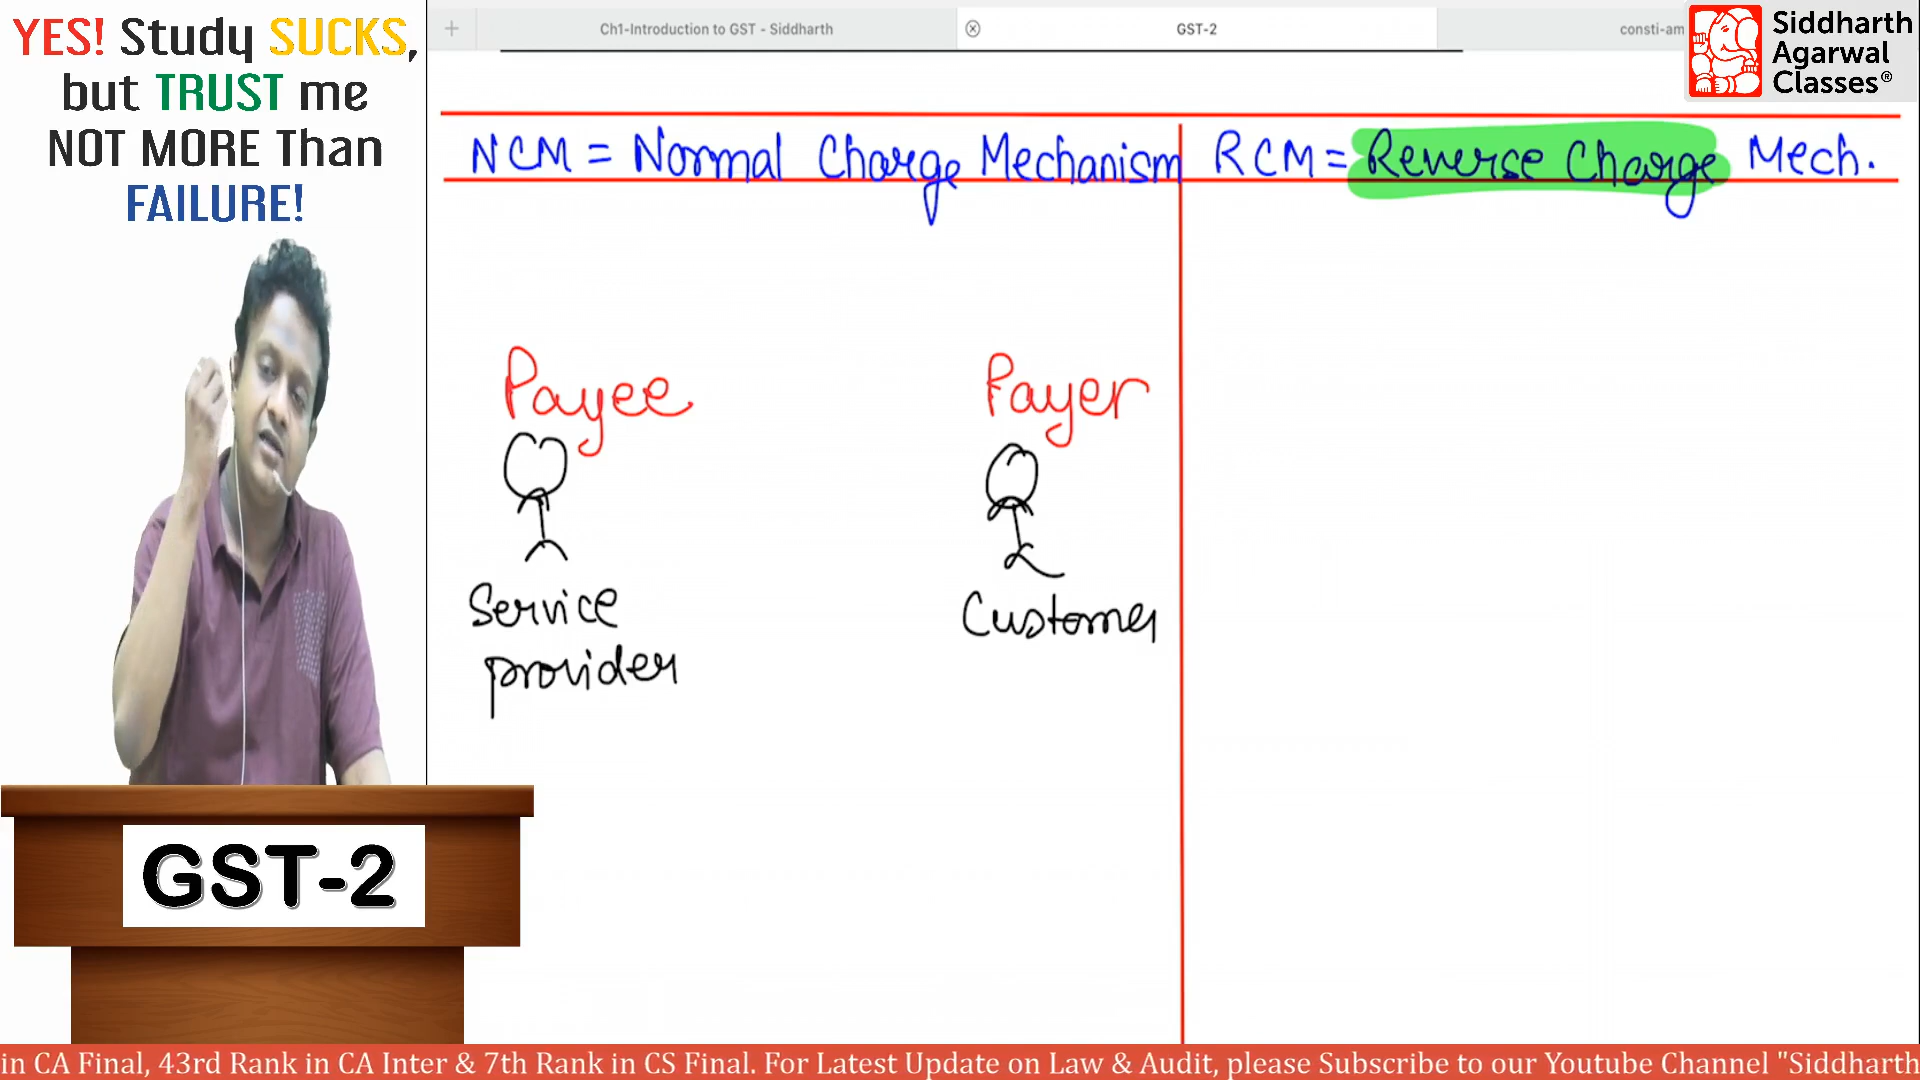 YES! Study SUCKS,
but TRUST me
NOT MORE Than
FAILURE!
Ch1-Introduction to GST - Siddharth
GST-2
consti-am
Siddharth
Agarwal
Classes®
NCM = Normal Charge Mechanism
RCM = Reverse Charge Mech.
Payee
Payer
Service
provider
Customer
GST-2
in CA Final, 43rd Rank in CA Inter & 7th Rank in CS Final. For Latest Update on Law & Audit, please Subscribe to our Youtube Channel "Siddharth